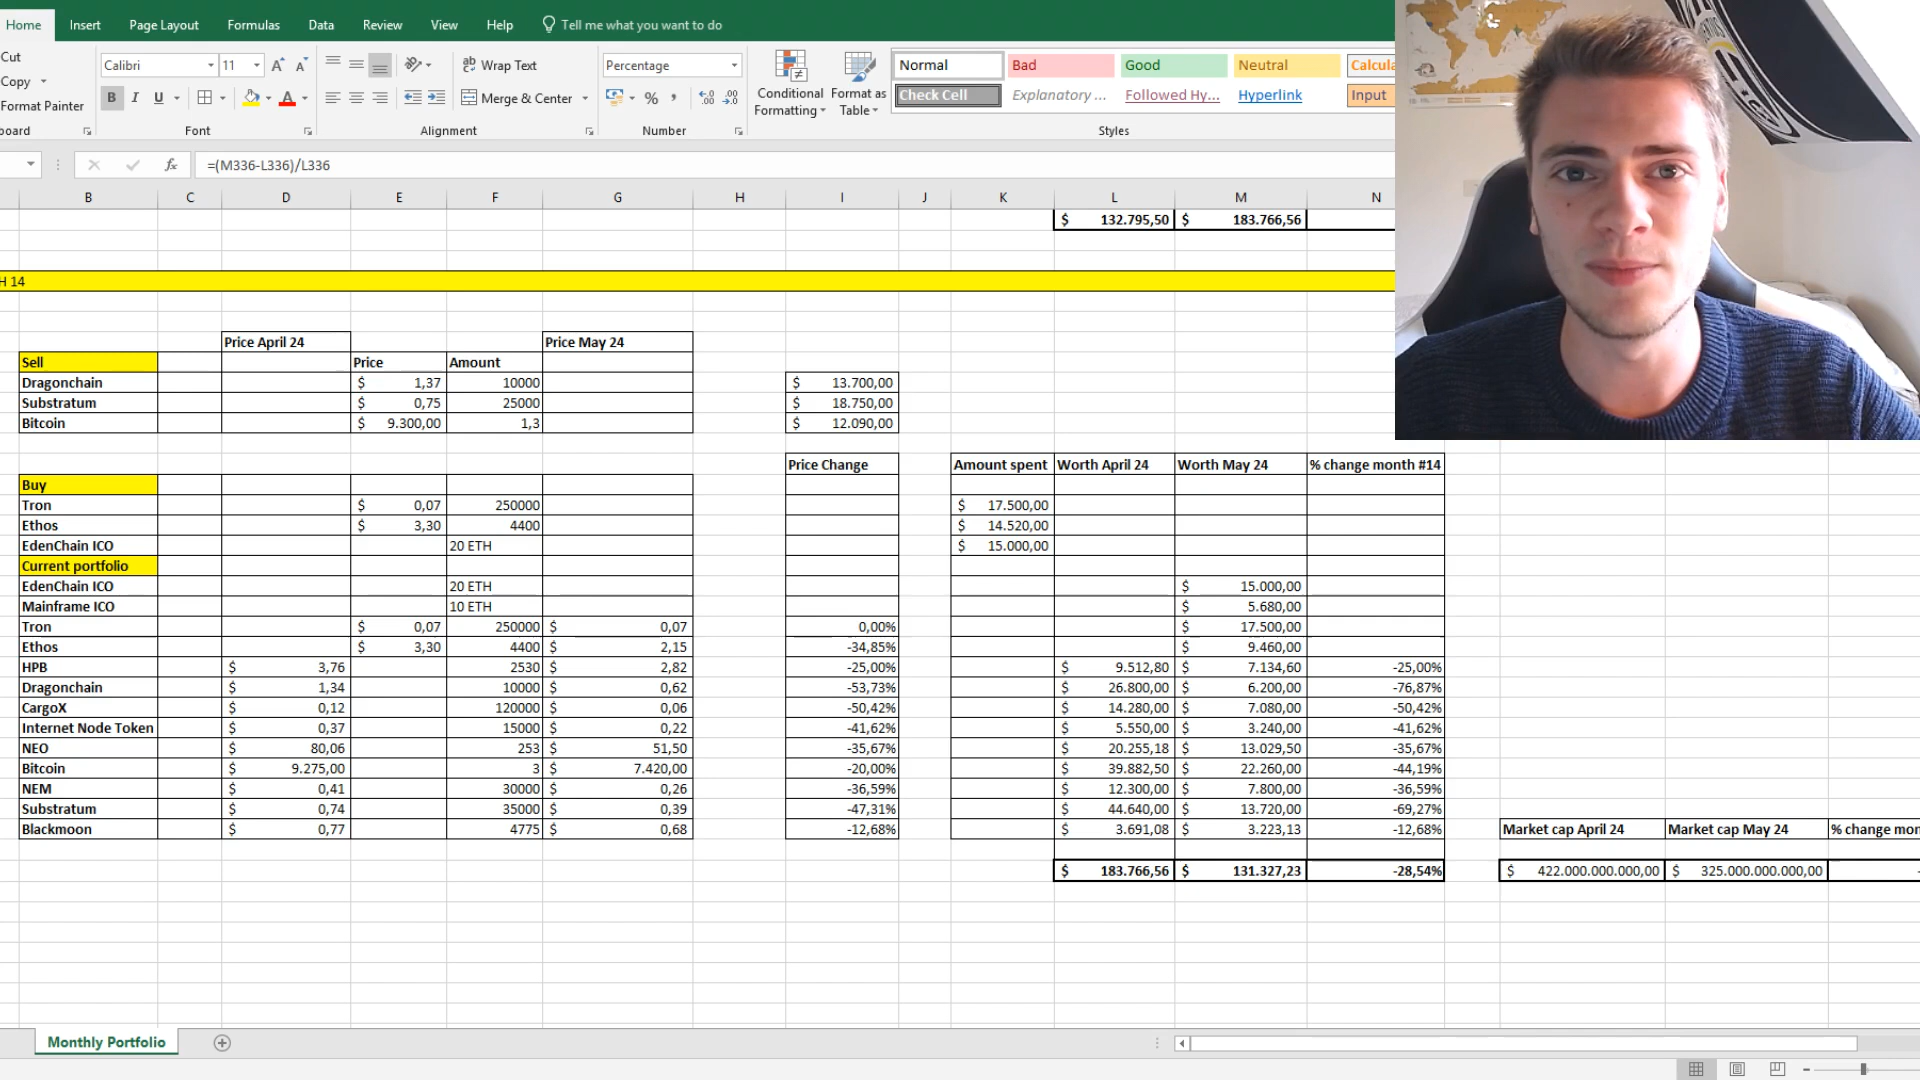 Home Insert Page Layout Formulas Data Review View Help Tell me what you want to do
Cut
Copy
Format Painter
Calibri 11
B I U
Wrap Text
Merge & Center
Percentage
Conditional
Formatting
Format as
Table
Normal Bad Good Neutral
Check Cell Explanatory ... Followed Hy... Hyperlink Input
Font Alignment Number Styles
=(M336-L336)/L336
B C D E F G H I J K L M N
$ 132.795,50 $ 183.766,56
H 14
Price April 24 Price May 24
Sell Price Amount
Dragonchain $ 1,37 10000 $ 13.700,00
Substratum $ 0,75 25000 $ 18.750,00
Bitcoin $ 9.300,00 1,3 $ 12.090,00
Price Change Amount spent Worth April 24 Worth May 24 % change month #14
Buy
Tron $ 0,07 250000 $ 17.500,00
Ethos $ 3,30 4400 $ 14.520,00
EdenChain ICO 20 ETH $ 15.000,00
Current portfolio
EdenChain ICO 20 ETH $ 15.000,00
Mainframe ICO 10 ETH $ 5.680,00
Tron $ 0,07 250000 $ 0,07 0,00% $ 17.500,00
Ethos $ 3,30 4400 $ 2,15 -34,85% $ 9.460,00
HPB $ 3,76 2530 $ 2,82 -25,00% $ 9.512,80 $ 7.134,60 -25,00%
Dragonchain $ 1,34 10000 $ 0,62 -53,73% $ 26.800,00 $ 6.200,00 -76,87%
CargoX $ 0,12 120000 $ 0,06 -50,42% $ 14.280,00 $ 7.080,00 -50,42%
Internet Node Token $ 0,37 15000 $ 0,22 -41,62% $ 5.550,00 $ 3.240,00 -41,62%
NEO $ 80,06 253 $ 51,50 -35,67% $ 20.255,18 $ 13.029,50 -35,67%
Bitcoin $ 9.275,00 3 $ 7.420,00 -20,00% $ 39.882,50 $ 22.260,00 -44,19%
NEM $ 0,41 30000 $ 0,26 -36,59% $ 12.300,00 $ 7.800,00 -36,59%
Substratum $ 0,74 35000 $ 0,39 -47,31% $ 44.640,00 $ 13.720,00 -69,27%
Blackmoon $ 0,77 4775 $ 0,68 -12,68% $ 3.691,08 $ 3.223,13 -12,68% Market cap April 24 Market cap May 24 % change mon
$ 183.766,56 $ 131.327,23 -28,54% $ 422.000.000.000,00 $ 325.000.000.000,00 -
Monthly Portfolio